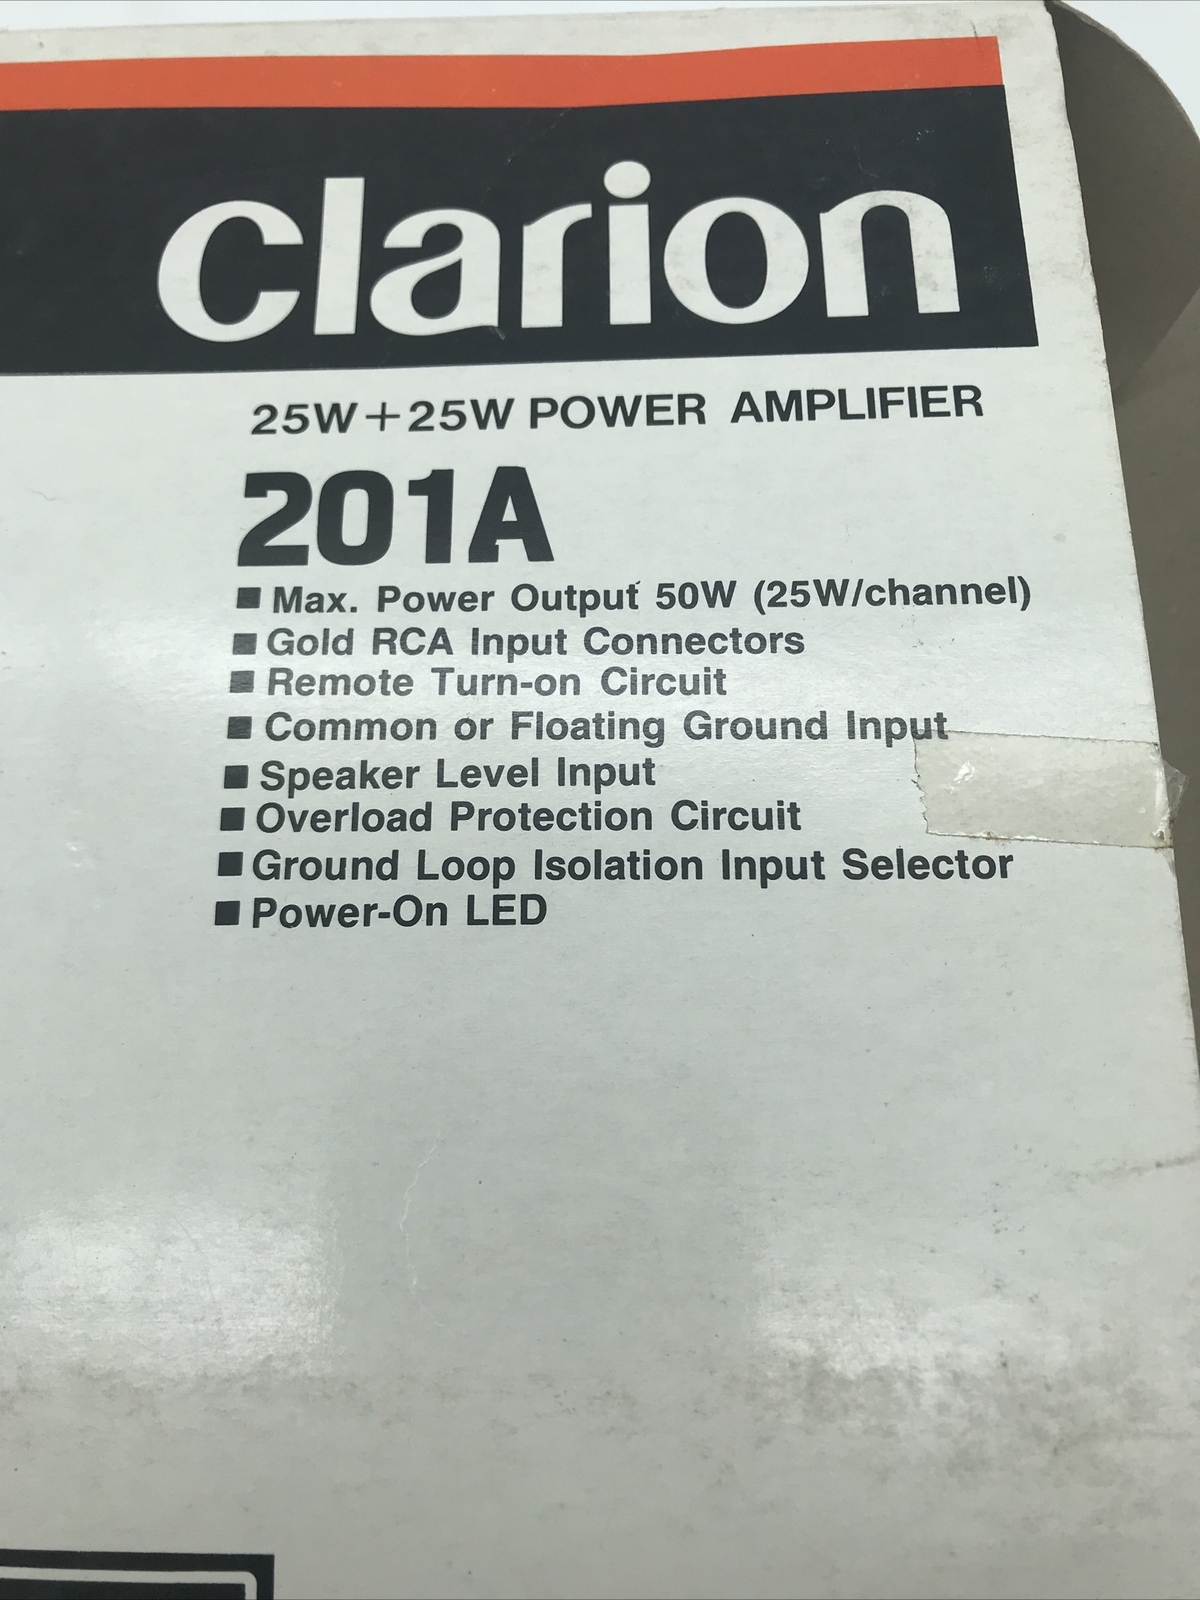 clarion
25W+25W POWER AMPLIFIER
201A
■ Max. Power Output 50W (25W/channel)
■ Gold RCA Input Connectors
■ Remote Turn-on Circuit
■ Common or Floating Ground Input
■ Speaker Level Input
■ Overload Protection Circuit
■ Ground Loop Isolation Input Selector
■ Power-On LED